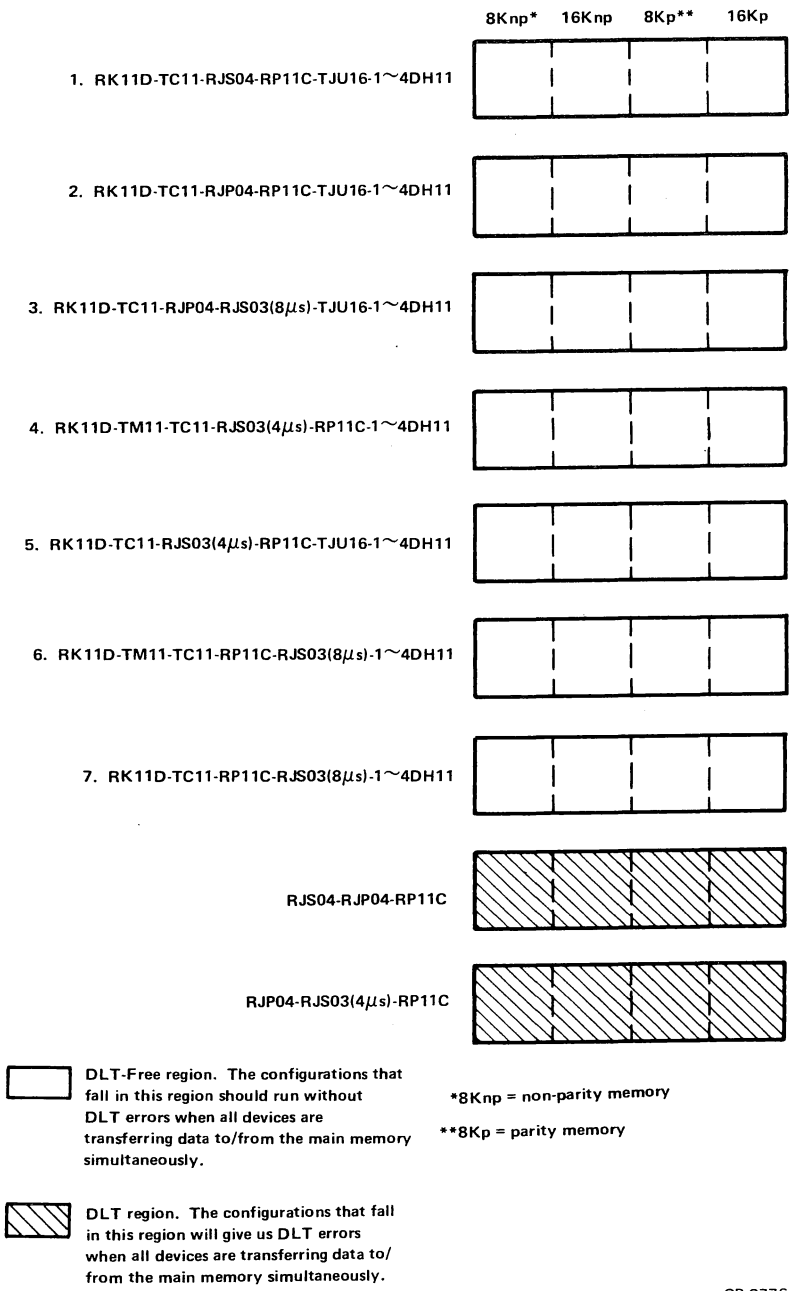 8Knp* 16Knp 8Kp** 16Kp
1. RK11D-TC11-RJS04-RP11C-TJU16-1~4DH11
2. RK11D-TC11-RJP04-RP11C-TJU16-1~4DH11
3. RK11D-TC11-RJP04-RJS03(8μs)-TJU16-1~4DH11
4. RK11D-TM11-TC11-RJS03(4μs)-RP11C-1~4DH11
5. RK11D-TC11-RJS03(4μs)-RP11C-TJU16-1~4DH11
6. RK11D-TM11-TC11-RP11C-RJS03(8μs)-1~4DH11
7. RK11D-TC11-RP11C-RJS03(8μs)-1~4DH11
RJS04-RJP04-RP11C
RJP04-RJS03(4μs)-RP11C
DLT-Free region. The configurations that
fall in this region should run without
DLT errors when all devices are
transferring data to/from the main memory
simultaneously.
*8Knp = non-parity memory
**8Kp = parity memory
DLT region. The configurations that fall
in this region will give us DLT errors
when all devices are transferring data to/
from the main memory simultaneously.